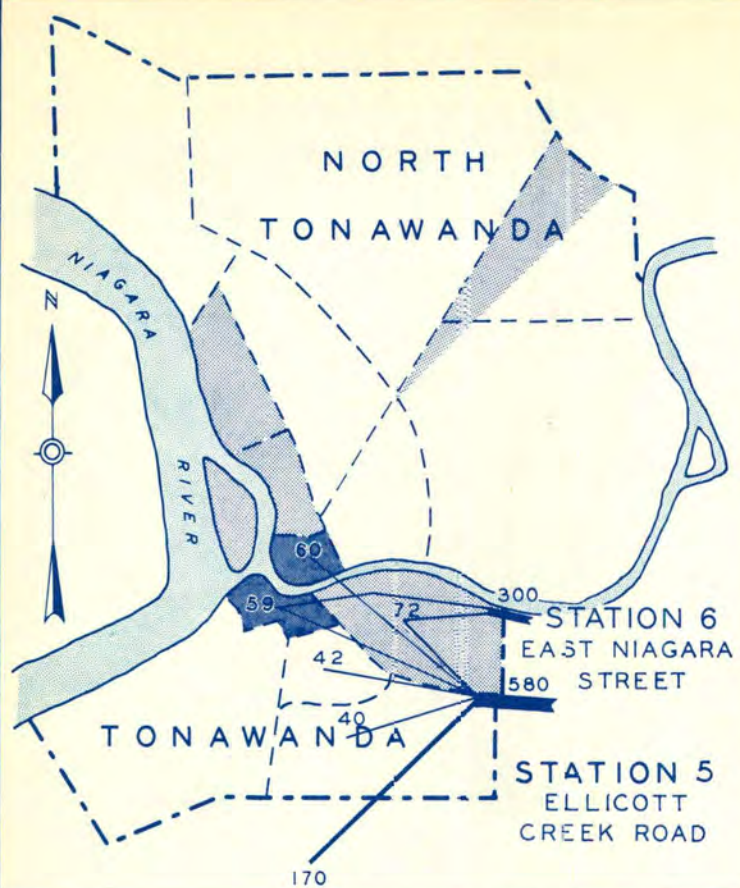 NORTH
TONAWANDA
NIAGARA
RIVER
N
60
59
300
72
STATION 6
EAST NIAGARA
STREET
42
580
40
TONAWANDA
STATION 5
ELLICOTT
CREEK ROAD
170